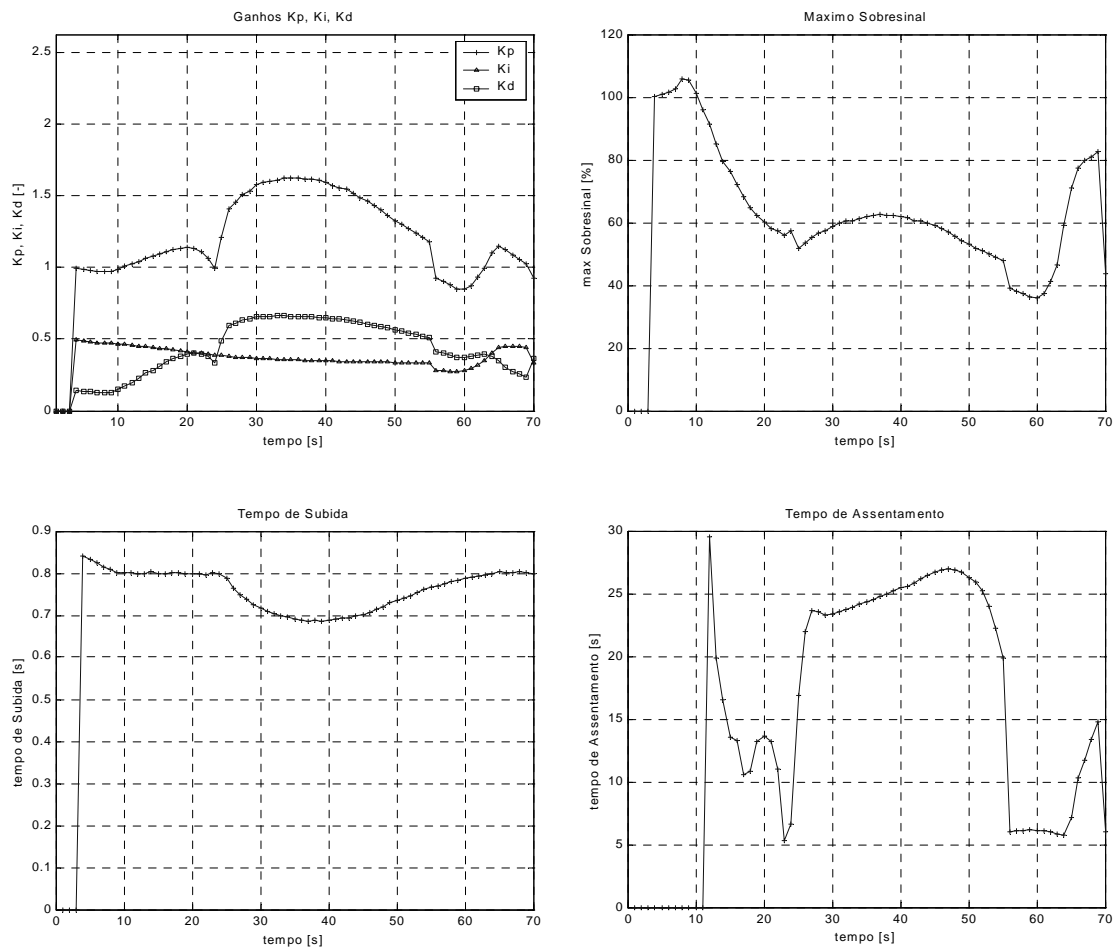 Ganhos Kp, Ki, Kd
2.5
2
1.5
1
0.5
0
Kp, Ki, Kd [-]
Kp
Ki
Kd
1 10 20 30 40 50 60 70
tempo [s]
Maximo Sobresinal
120
100
80
60
40
20
0
max Sobresinal [%]
0 10 20 30 40 50 60 70
tempo [s]
Tempo de Subida
0.9
0.8
0.7
0.6
0.5
0.4
0.3
0.2
0.1
0
tempo de Subida [s]
0 10 20 30 40 50 60 70
tempo [s]
Tempo de Assentamento
30
25
20
15
10
5
0
tempo de Assentamento [s]
0 10 20 30 40 50 60 70
tempo [s]